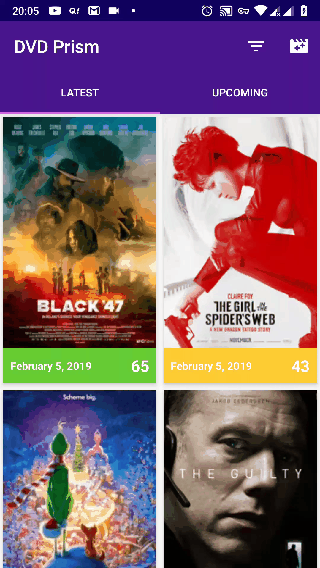 20:05
DVD Prism
LATEST
UPCOMING
BLACK 47
CLAIRE FOY
THE GIRL IN THE
SPIDER'S WEB
A NEW DRAGON TATTOO STORY
NOVEMBER
February 5, 2019
65
February 5, 2019
43
Scheme big.
JAKOB CEDERGREN
THE GUILTY